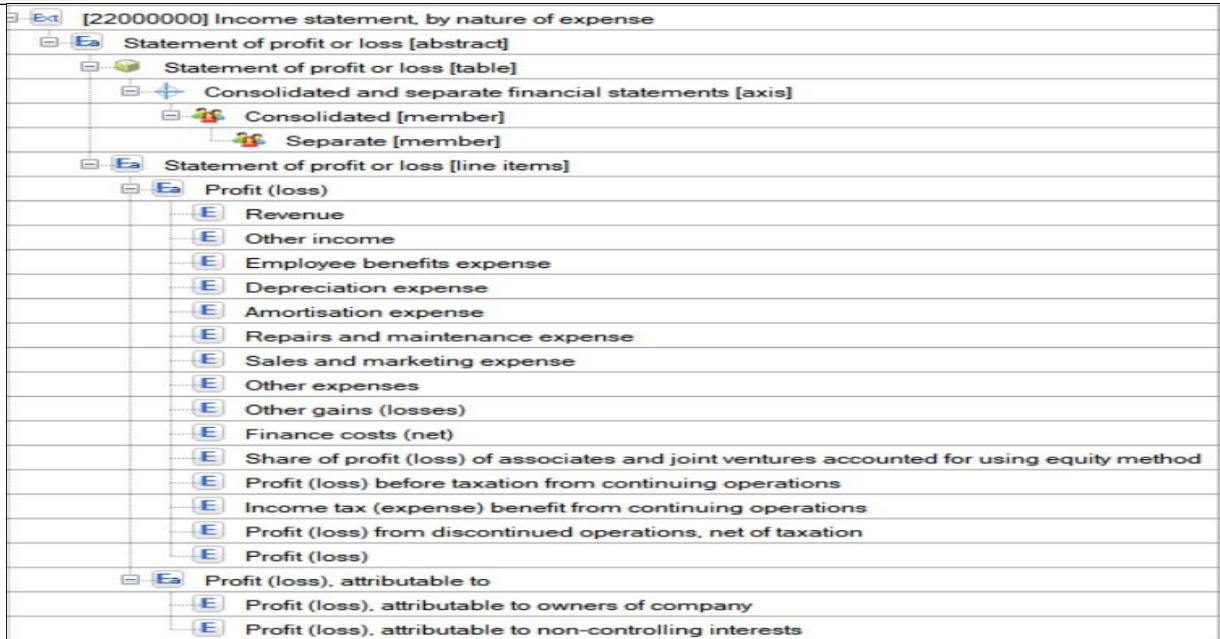 Ext [22000000] Income statement, by nature of expense
Ea Statement of profit or loss [abstract]
Statement of profit or loss [table]
Consolidated and separate financial statements [axis]
Consolidated [member]
Separate [member]
Ea Statement of profit or loss [line items]
Ea Profit (loss)
E Revenue
E Other income
E Employee benefits expense
E Depreciation expense
E Amortisation expense
E Repairs and maintenance expense
E Sales and marketing expense
E Other expenses
E Other gains (losses)
E Finance costs (net)
E Share of profit (loss) of associates and joint ventures accounted for using equity method
E Profit (loss) before taxation from continuing operations
E Income tax (expense) benefit from continuing operations
E Profit (loss) from discontinued operations, net of taxation
E Profit (loss)
Ea Profit (loss), attributable to
E Profit (loss), attributable to owners of company
E Profit (loss), attributable to non-controlling interests